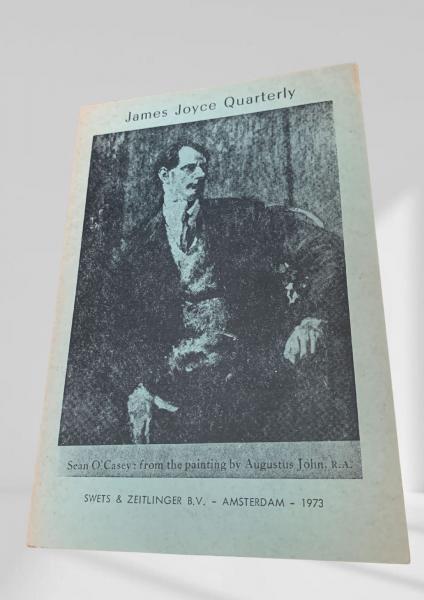 James Joyce Quarterly
Sean O'Casey: from the painting by Augustus John, R.A.
SWETS & ZEITLINGER B.V. – AMSTERDAM – 1973